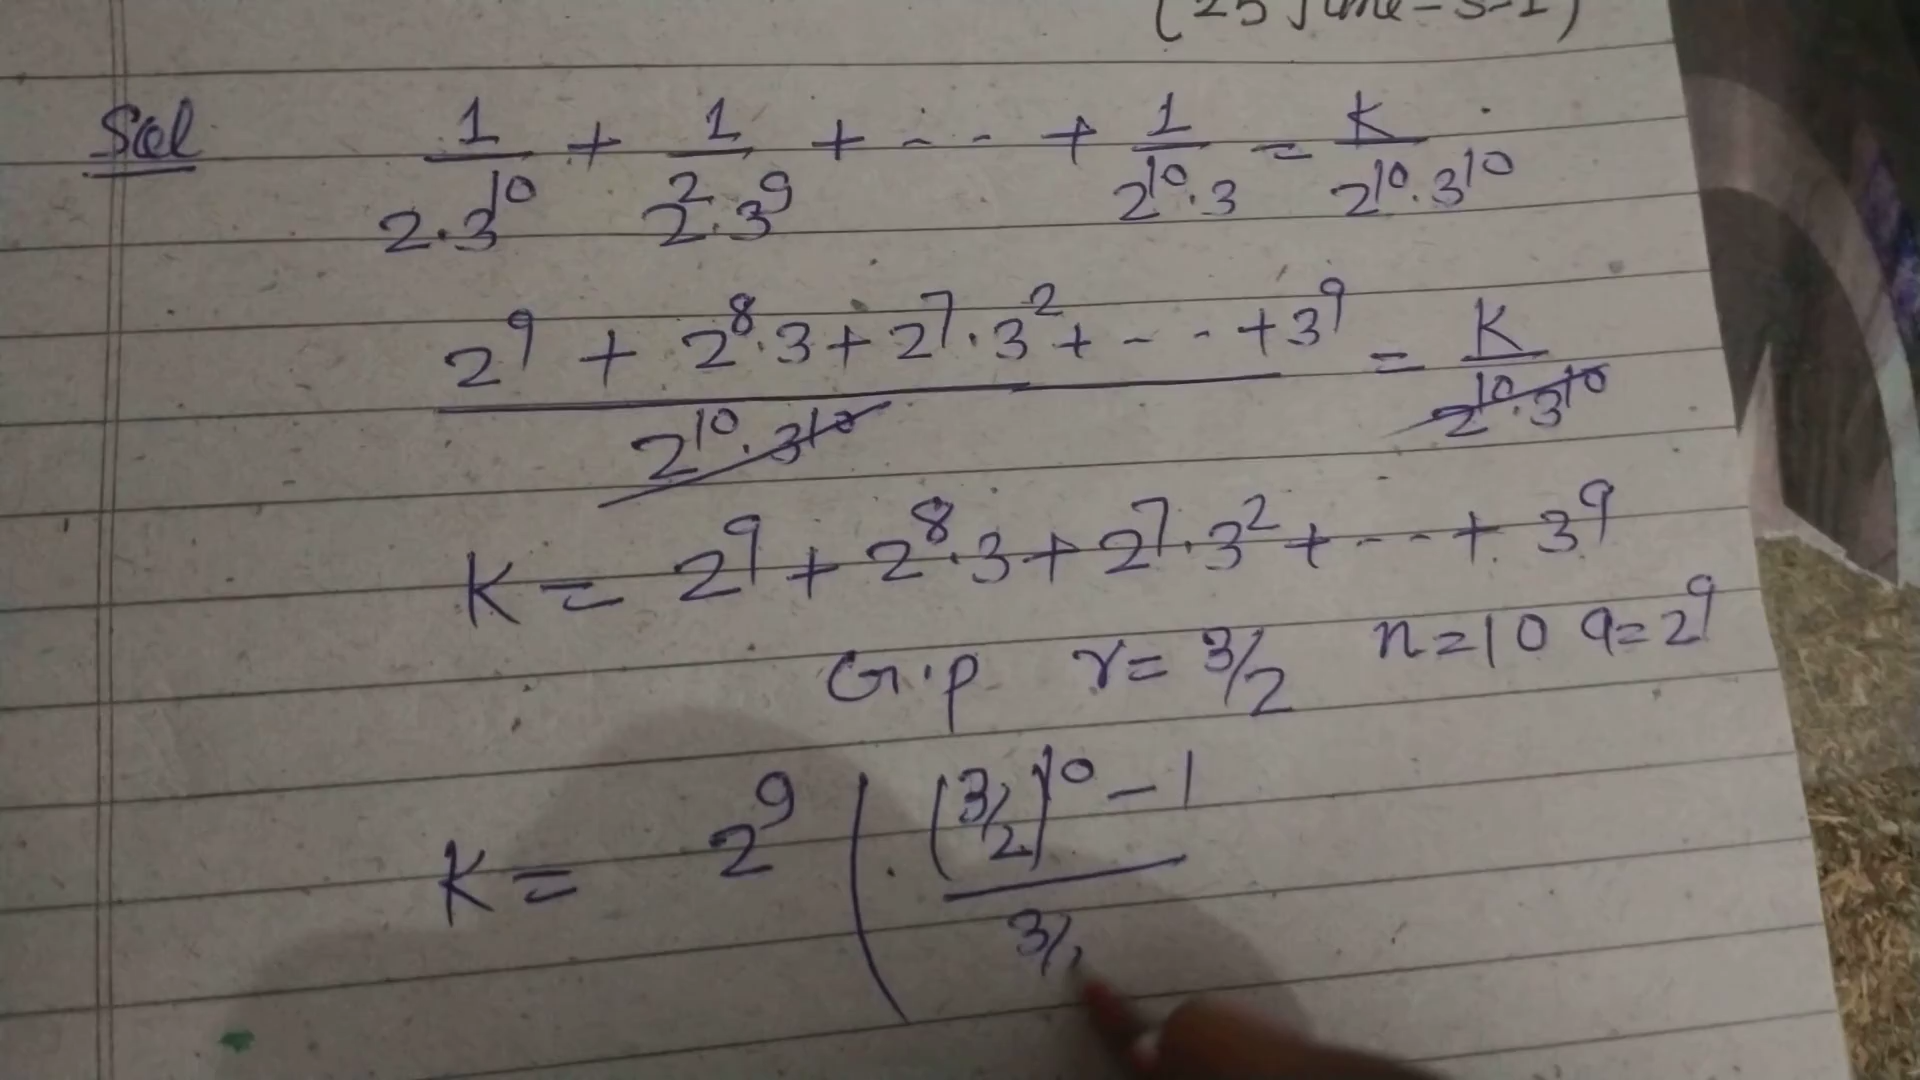 (25 June - S-1)
Sol 1/2·3^10 + 1/2^2·3^9 + - - - + 1/2^10·3 = K/2^10·3^10
2^9 + 2^8·3 + 2^7·3^2 + - - - + 3^9 / 2^10·3^10 = K/2^10·3^10
K = 2^9 + 2^8·3 + 2^7·3^2 + - - - + 3^9
G.p r = 3/2 n=10 a=2^9
K = 2^9 ( (3/2)^10 - 1 / 3/